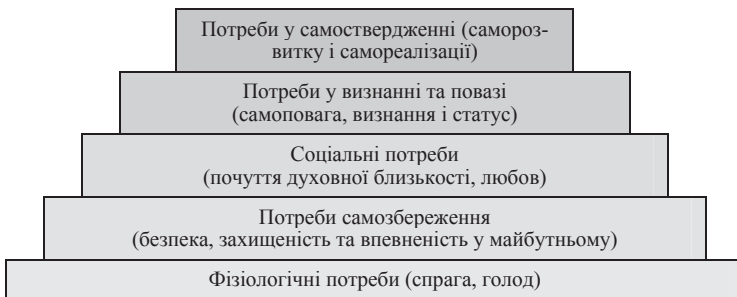 Потреби у самоствердженні (самороз-
витку і самореалізації)
Потреби у визнанні та повазі
(самоповага, визнання і статус)
Соціальні потреби
(почуття духовної близькості, любов)
Потреби самозбереження
(безпека, захищеність та впевненість у майбутньому)
Фізіологічні потреби (спрага, голод)